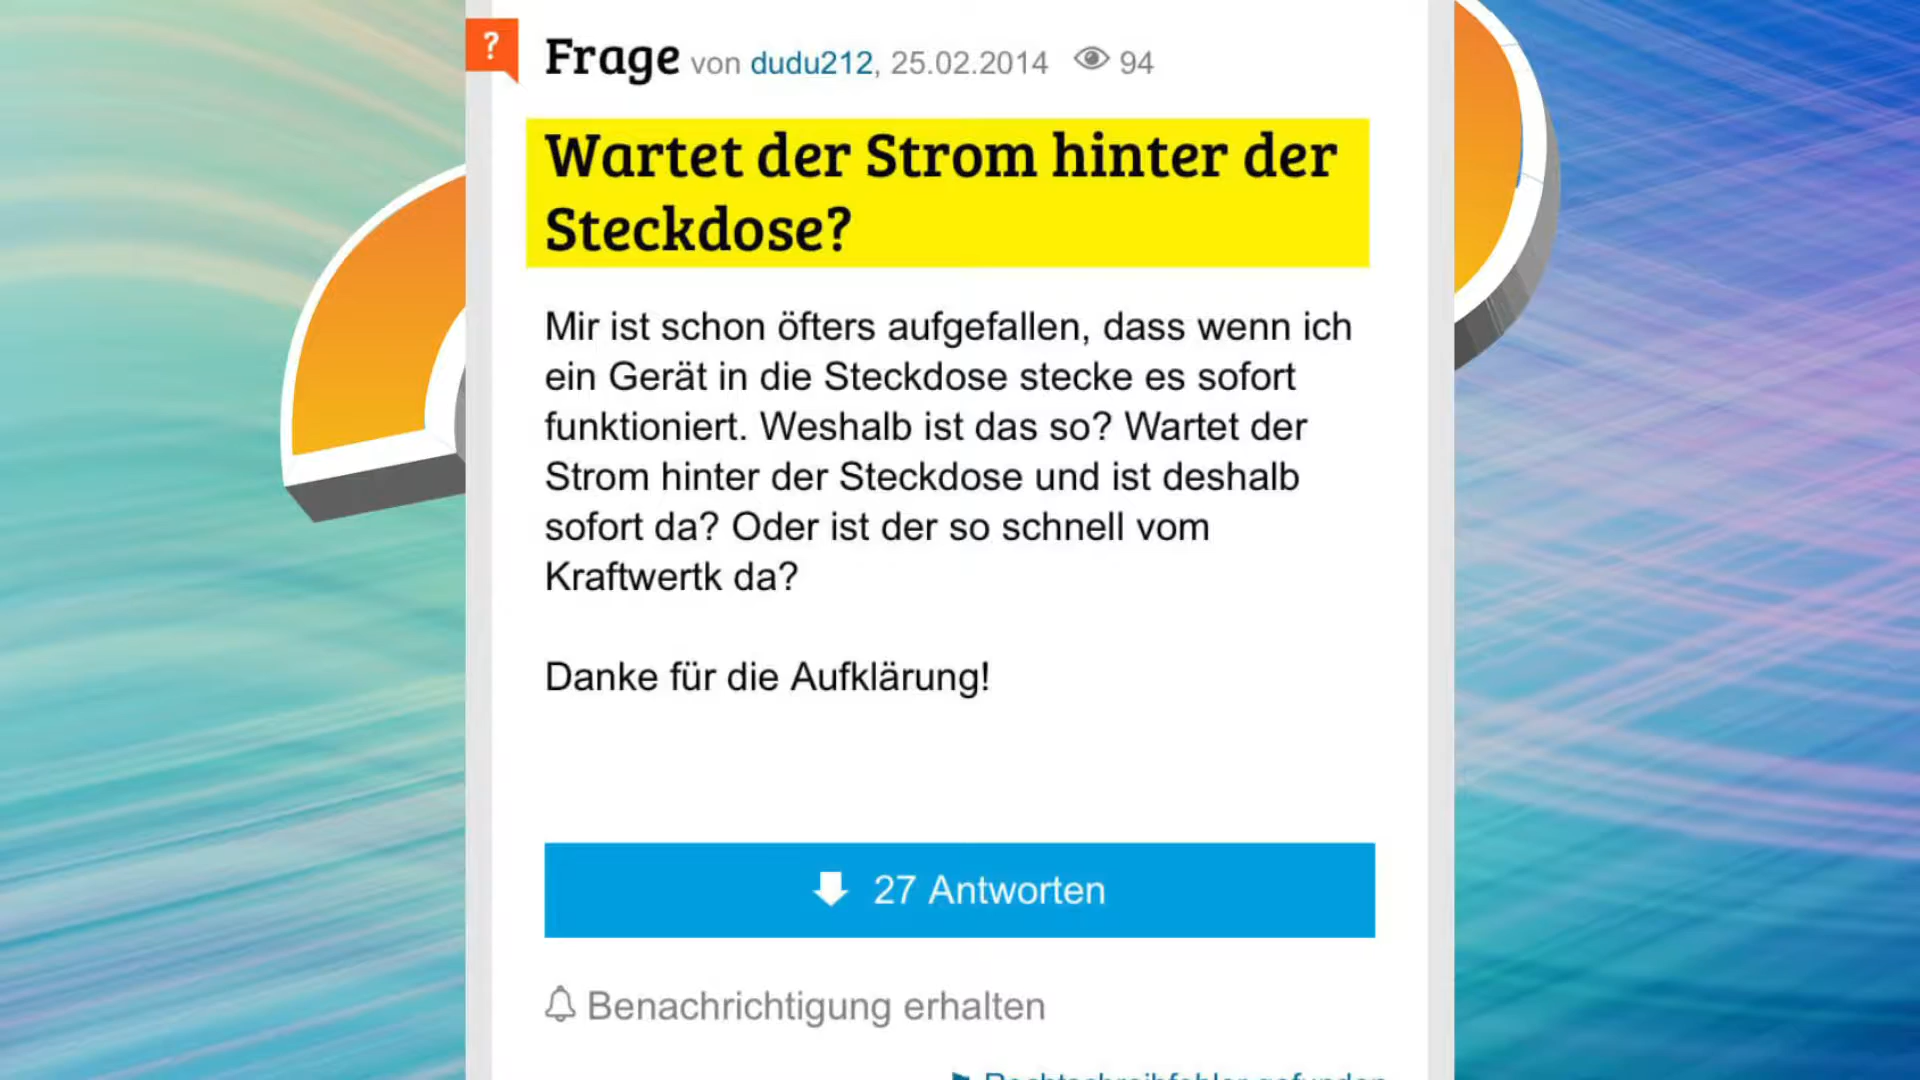 ?
Frage von dudu212, 25.02.2014 94
Wartet der Strom hinter der
Steckdose?
Mir ist schon öfters aufgefallen, dass wenn ich
ein Gerät in die Steckdose stecke es sofort
funktioniert. Weshalb ist das so? Wartet der
Strom hinter der Steckdose und ist deshalb
sofort da? Oder ist der so schnell vom
Kraftwertk da?
Danke für die Aufklärung!
27 Antworten
Benachrichtigung erhalten
Rechtschreibfehler gefunden